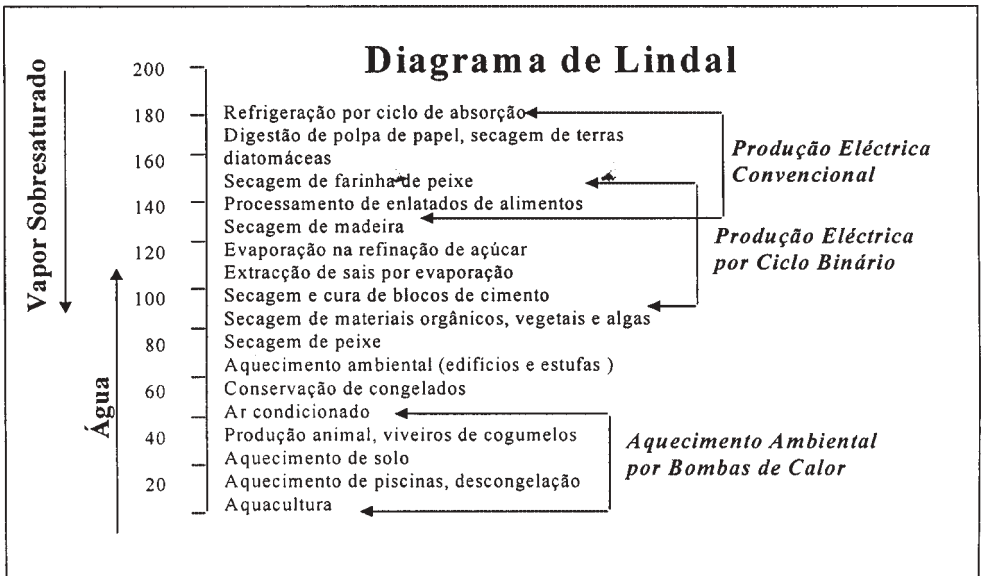 Diagrama de Lindal
Vapor Sobresaturado
Água
200
180
160
140
120
100
80
60
40
20
Refrigeração por ciclo de absorção
Digestão de polpa de papel, secagem de terras
diatomáceas
Secagem de farinha de peixe
Processamento de enlatados de alimentos
Secagem de madeira
Evaporação na refinação de açúcar
Extracção de sais por evaporação
Secagem e cura de blocos de cimento
Secagem de materiais orgânicos, vegetais e algas
Secagem de peixe
Aquecimento ambiental (edificios e estufas )
Conservação de congelados
Ar condicionado
Produção animal, viveiros de cogumelos
Aquecimento de solo
Aquecimento de piscinas, descongelação
Aquacultura
Produção Eléctrica
Convencional
Produção Eléctrica
por Ciclo Binário
Aquecimento Ambiental
por Bombas de Calor